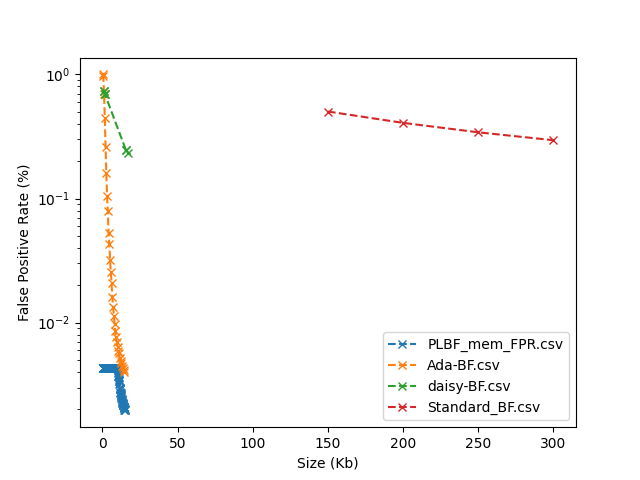 10⁰
10⁻¹
10⁻²
False Positive Rate (%)
0 50 100 150 200 250 300
Size (Kb)
PLBF_mem_FPR.csv
Ada-BF.csv
daisy-BF.csv
Standard_BF.csv